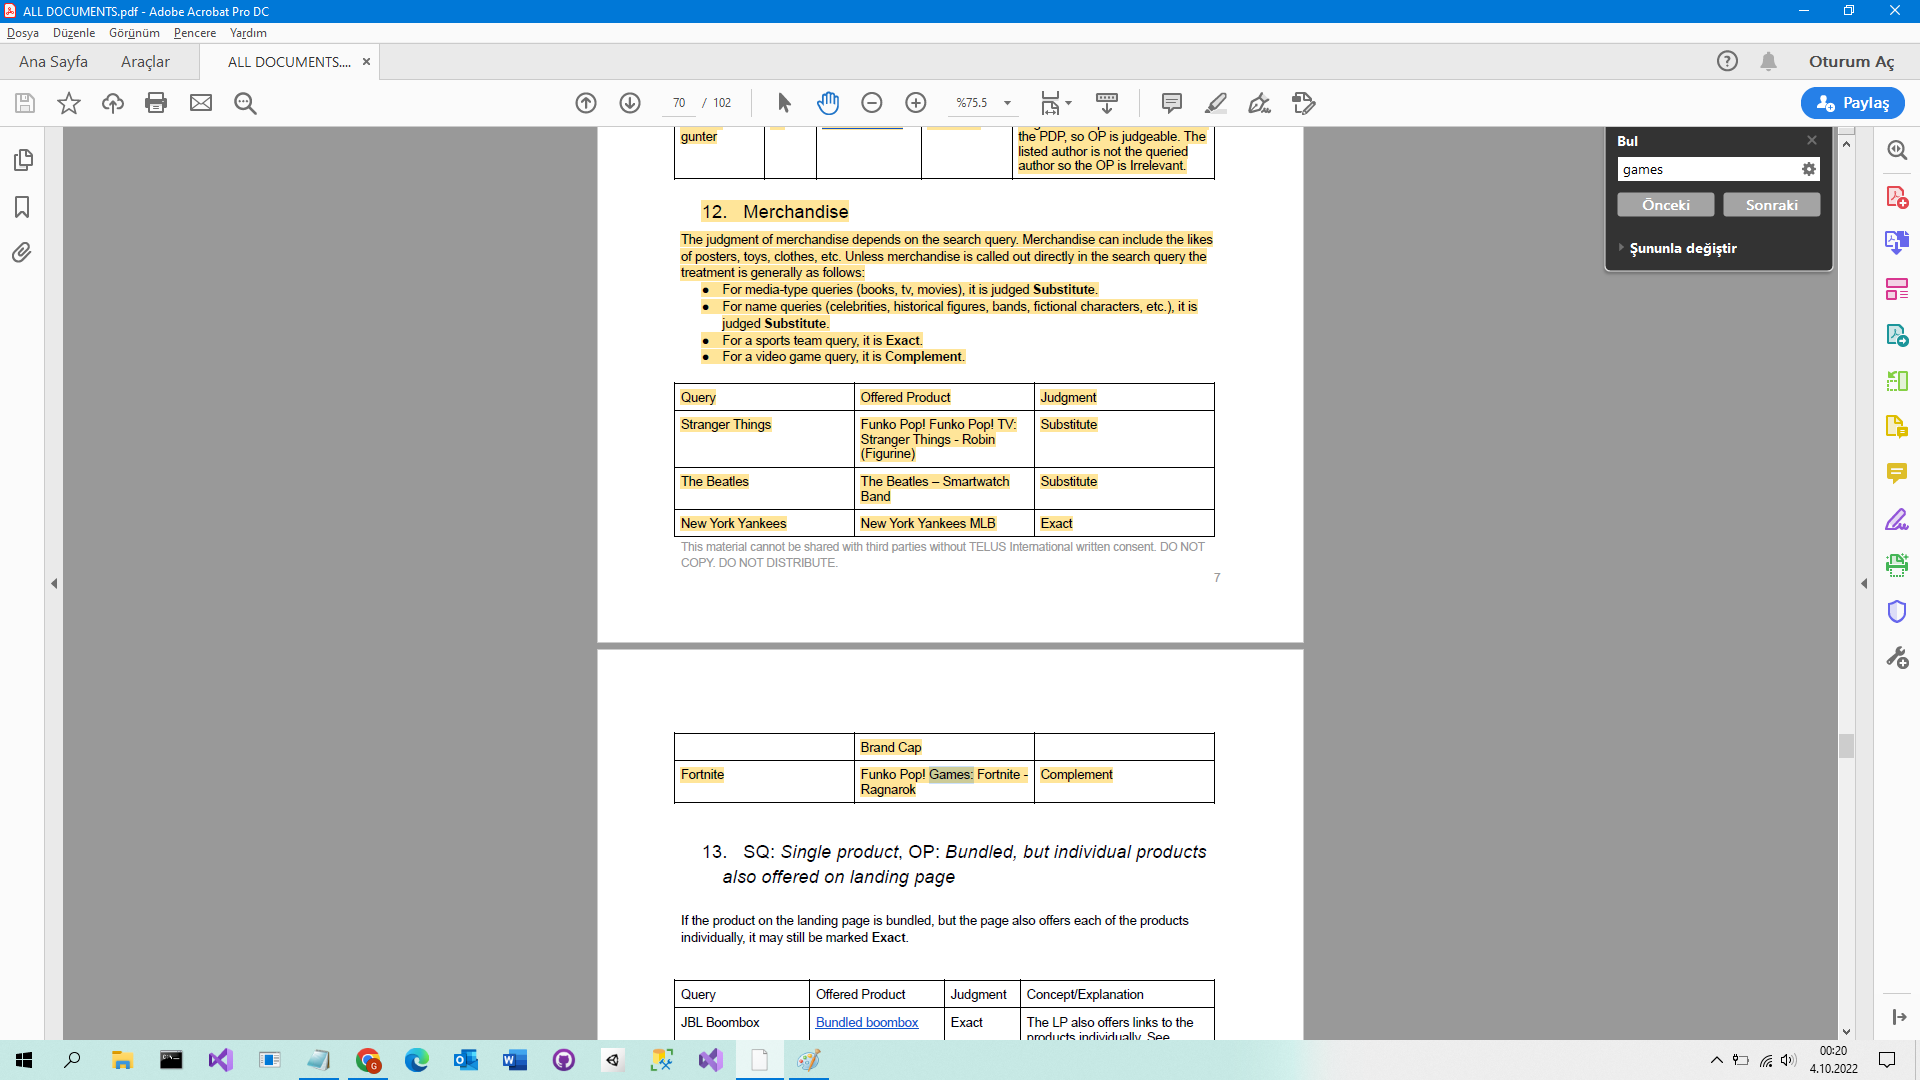 ALL DOCUMENTS.pdf - Adobe Acrobat Pro DC
Dosya Düzenle Görünüm Pencere Yardım
Ana Sayfa Araçlar ALL DOCUMENTS.... Oturum Aç
70 / 102 %75.5 Paylaş
Bul
games
Önceki Sonraki
Şununla değiştir
gunter
the PDP, so OP is judgeable. The
listed author is not the queried
author so the OP is Irrelevant.
12. Merchandise
The judgment of merchandise depends on the search query. Merchandise can include the likes
of posters, toys, clothes, etc. Unless merchandise is called out directly in the search query the
treatment is generally as follows:
● For media-type queries (books, tv, movies), it is judged Substitute.
● For name queries (celebrities, historical figures, bands, fictional characters, etc.), it is
judged Substitute.
● For a sports team query, it is Exact.
● For a video game query, it is Complement.
Query Offered Product Judgment
Stranger Things Funko Pop! Funko Pop! TV: Substitute
Stranger Things - Robin
(Figurine)
The Beatles The Beatles – Smartwatch Substitute
Band
New York Yankees New York Yankees MLB Exact
This material cannot be shared with third parties without TELUS International written consent. DO NOT
COPY. DO NOT DISTRIBUTE.
7
Brand Cap
Fortnite Funko Pop! Games: Fortnite - Complement
Ragnarok
13. SQ: Single product, OP: Bundled, but individual products
also offered on landing page
If the product on the landing page is bundled, but the page also offers each of the products
individually, it may still be marked Exact.
Query Offered Product Judgment Concept/Explanation
JBL Boombox Bundled boombox Exact The LP also offers links to the
products individually. See
00:20
4.10.2022